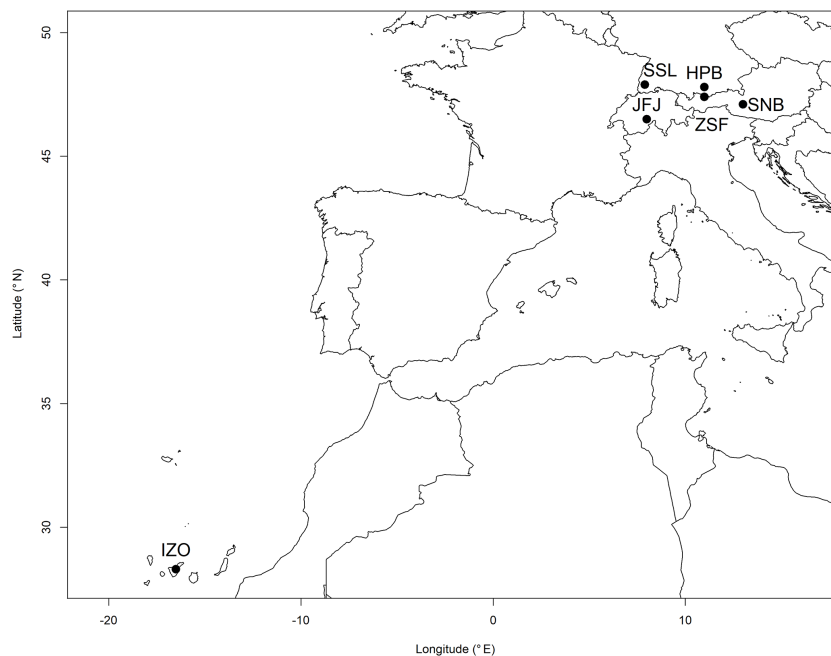 50
SSL HPB
JFJ SNB
ZSF
45
40
Latitude (° N)
35
30
IZO
-20 -10 0 10
Longitude (° E)